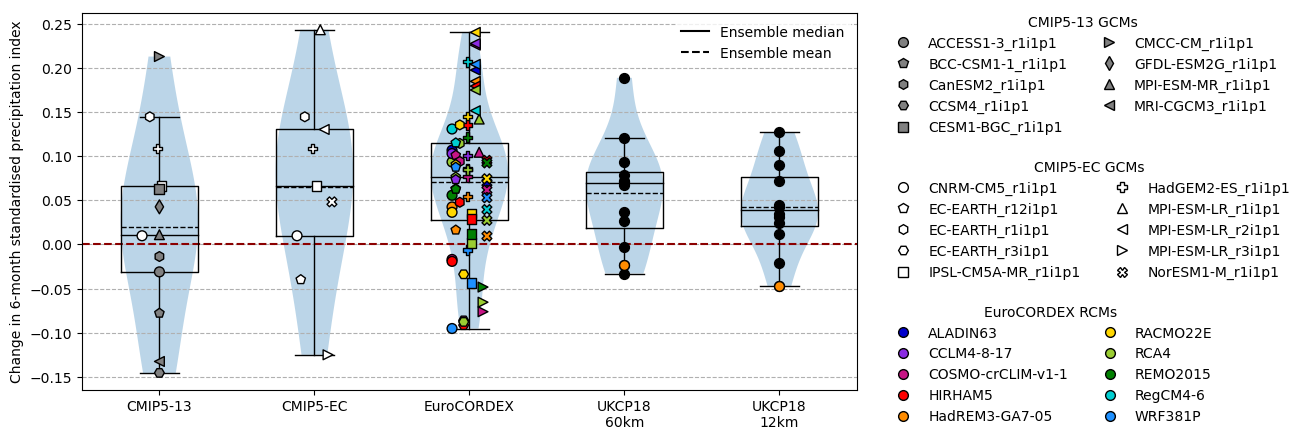 Change in 6-month standardised precipitation index
0.25
0.20
0.15
0.10
0.05
0.00
−0.05
−0.10
−0.15
Ensemble median
Ensemble mean
CMIP5-13
CMIP5-EC
EuroCORDEX
UKCP18
60km
UKCP18
12km
CMIP5-13 GCMs
ACCESS1-3_r1i1p1
BCC-CSM1-1_r1i1p1
CanESM2_r1i1p1
CCSM4_r1i1p1
CESM1-BGC_r1i1p1
CMCC-CM_r1i1p1
GFDL-ESM2G_r1i1p1
MPI-ESM-MR_r1i1p1
MRI-CGCM3_r1i1p1
CMIP5-EC GCMs
CNRM-CM5_r1i1p1
EC-EARTH_r12i1p1
EC-EARTH_r1i1p1
EC-EARTH_r3i1p1
IPSL-CM5A-MR_r1i1p1
HadGEM2-ES_r1i1p1
MPI-ESM-LR_r1i1p1
MPI-ESM-LR_r2i1p1
MPI-ESM-LR_r3i1p1
NorESM1-M_r1i1p1
EuroCORDEX RCMs
ALADIN63
CCLM4-8-17
COSMO-crCLIM-v1-1
HIRHAM5
HadREM3-GA7-05
RACMO22E
RCA4
REMO2015
RegCM4-6
WRF381P